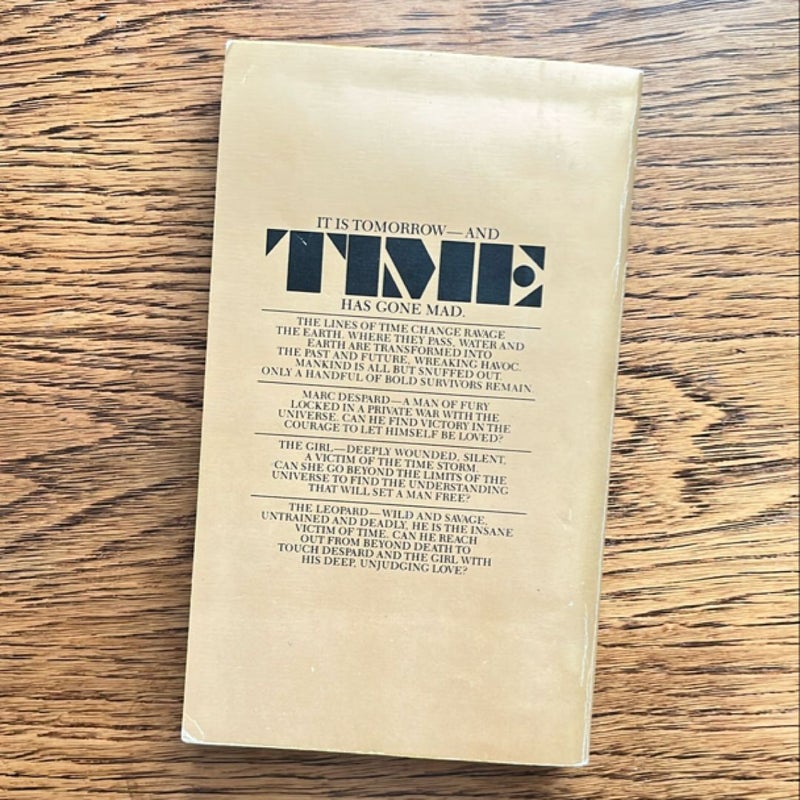 IT IS TOMORROW—AND
TIME
HAS GONE MAD.
THE LINES OF TIME CHANGE RAVAGE
THE EARTH. WHERE THEY PASS, WATER AND
EARTH ARE TRANSFORMED INTO
THE PAST AND FUTURE, WREAKING HAVOC.
MANKIND IS ALL BUT SNUFFED OUT.
ONLY A HANDFUL OF BOLD SURVIVORS REMAIN.
MARC DESPARD—A MAN OF FURY
LOCKED IN A PRIVATE WAR WITH THE
UNIVERSE. CAN HE FIND VICTORY IN THE
COURAGE TO LET HIMSELF BE LOVED?
THE GIRL—DEEPLY WOUNDED, SILENT,
A VICTIM OF THE TIME STORM.
CAN SHE GO BEYOND THE LIMITS OF THE
UNIVERSE TO FIND THE UNDERSTANDING
THAT WILL SET A MAN FREE?
THE LEOPARD—WILD AND SAVAGE,
UNTRAINED AND DEADLY, HE IS THE INSANE
VICTIM OF TIME. CAN HE REACH
OUT FROM BEYOND DEATH TO
TOUCH DESPARD AND THE GIRL WITH
HIS DEEP, UNJUDGING LOVE?